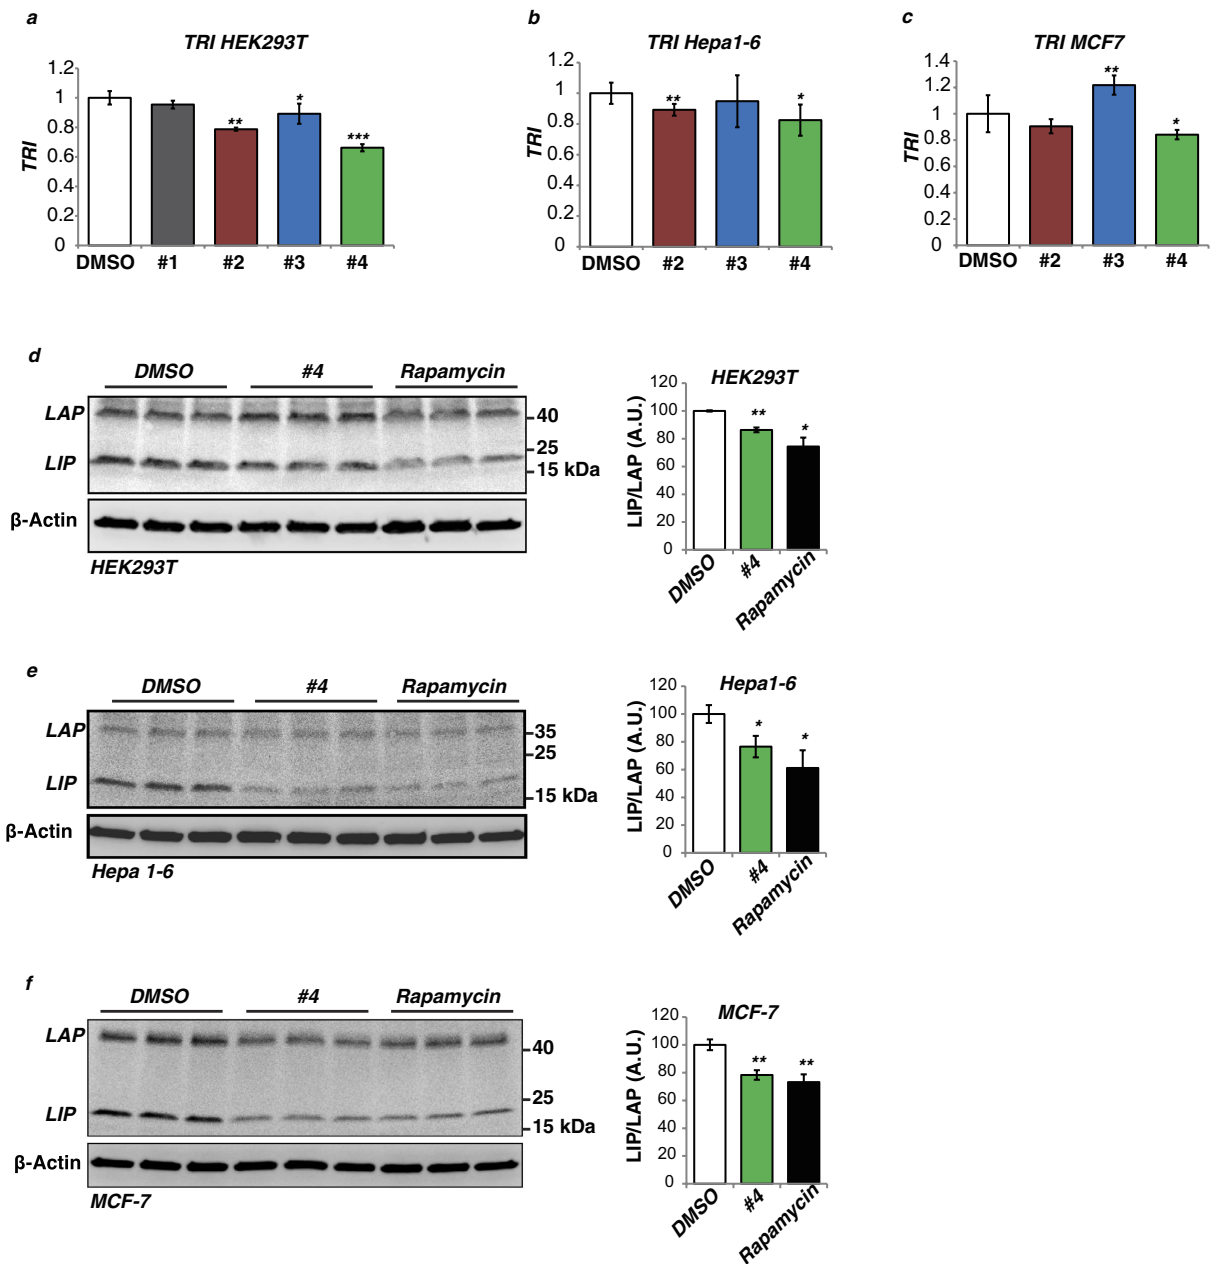 a
TRI HEK293T
TRI
1.2
1
0.8
0.6
0.4
0.2
0
** * ***
DMSO #1 #2 #3 #4
b
TRI Hepa1-6
TRI
1.2
1
0.8
0.6
0.4
0.2
0
** *
DMSO #2 #3 #4
c
TRI MCF7
TRI
1.4
1.2
1
0.8
0.6
0.4
0.2
0
** *
DMSO #2 #3 #4
d
DMSO #4 Rapamycin
LAP
LIP
40
25
15 kDa
β-Actin
HEK293T
HEK293T
LIP/LAP (A.U.)
120
100
80
60
40
20
0
** *
DMSO #4 Rapamycin
e
DMSO #4 Rapamycin
LAP
LIP
35
25
15 kDa
β-Actin
Hepa 1-6
Hepa1-6
LIP/LAP (A.U.)
120
100
80
60
40
20
0
* *
DMSO #4 Rapamycin
f
DMSO #4 Rapamycin
LAP
LIP
40
25
15 kDa
β-Actin
MCF-7
MCF-7
LIP/LAP (A.U.)
120
100
80
60
40
20
0
** **
DMSO #4 Rapamycin